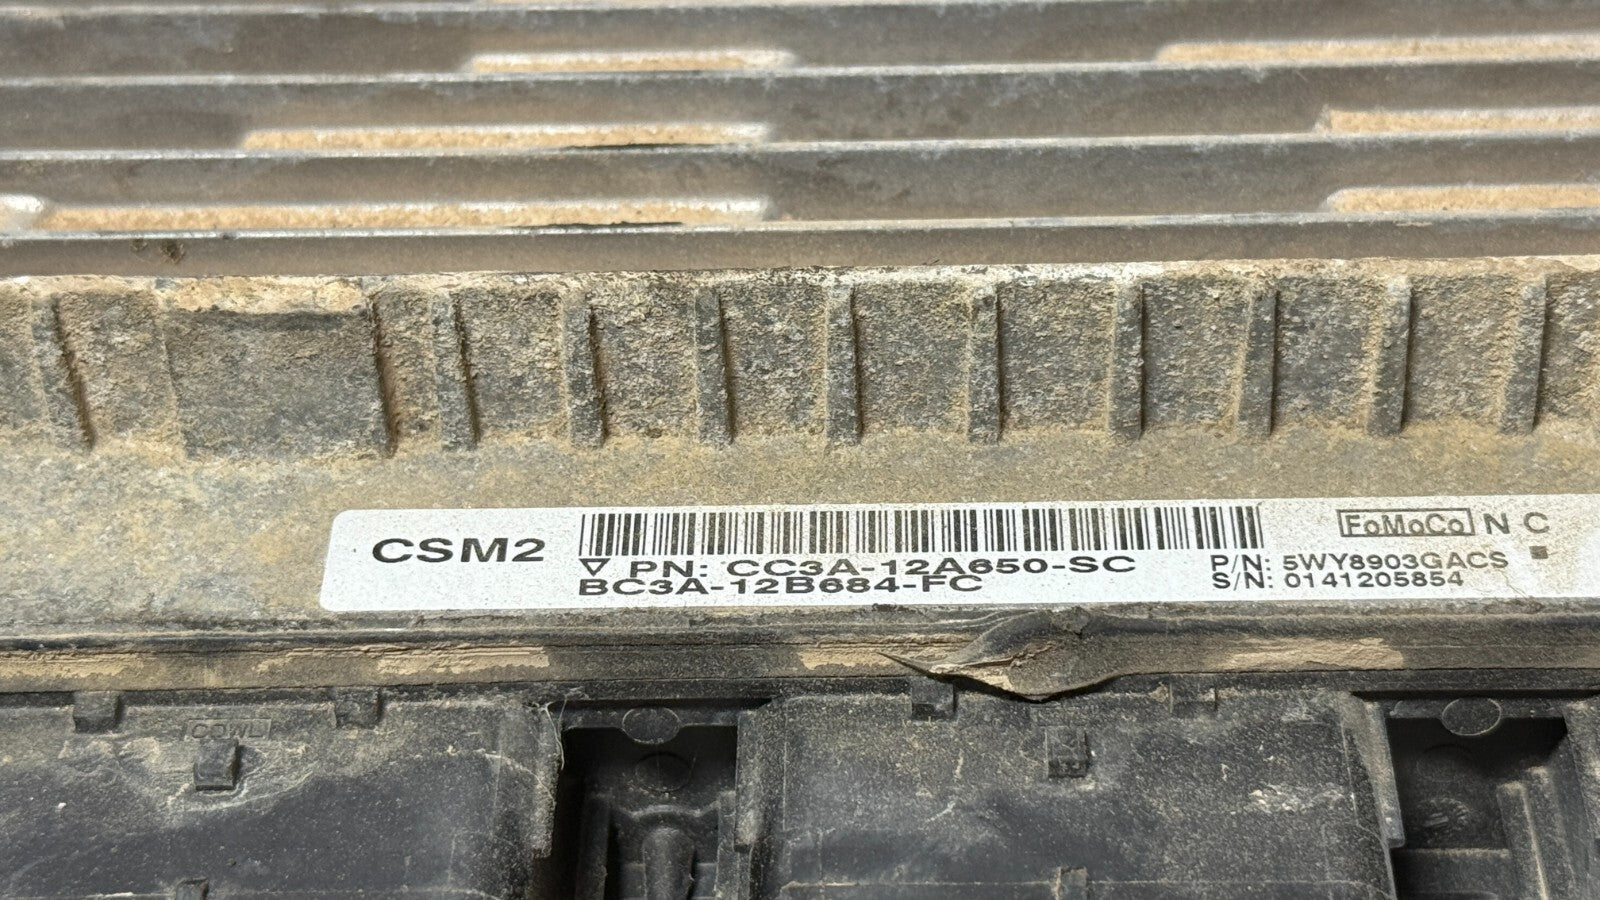 CSM2
▽ PN: CC3A-12A650-SC
BC3A-12B684-FC
FoMoCo N C
P/N: 5WY8903GACS
S/N: 0141205854
COWL